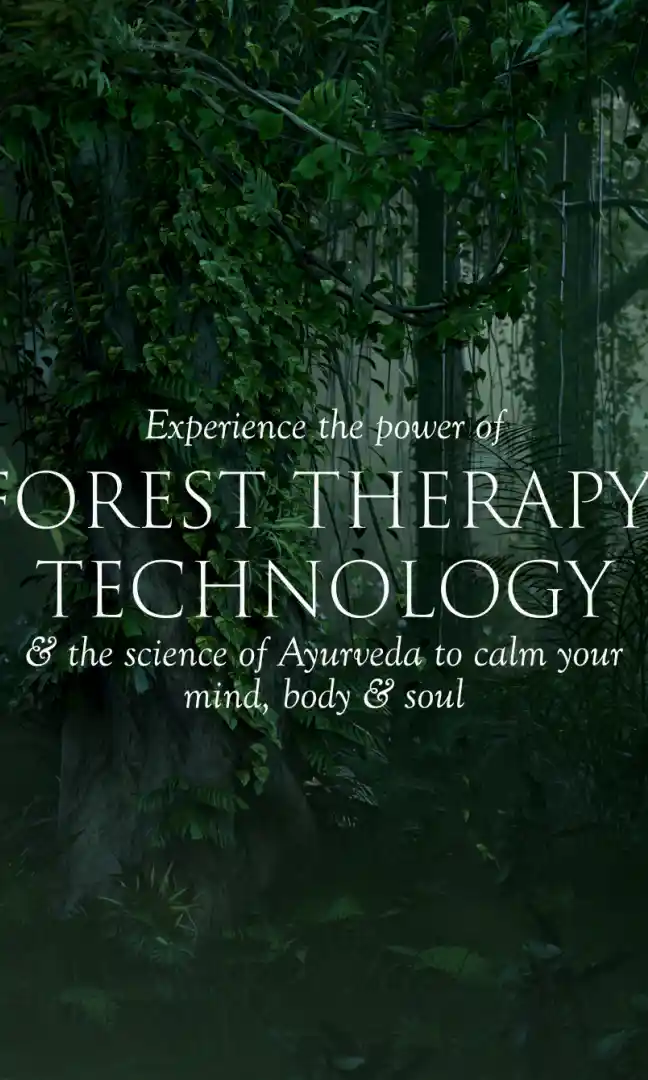 Experience the power of
FOREST THERAPY
TECHNOLOGY
& the science of Ayurveda to calm your
mind, body & soul